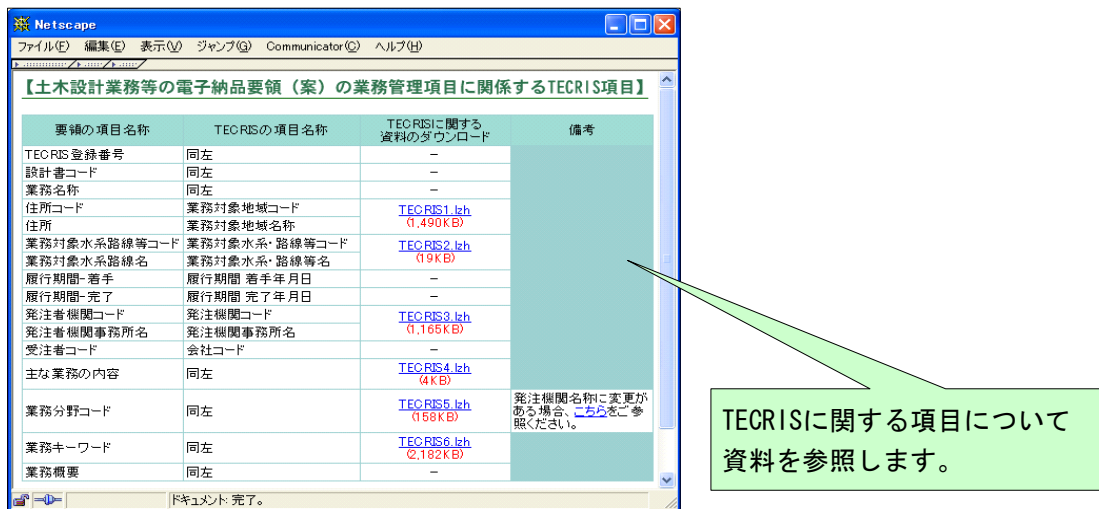 Netscape
ファイル(F) 編集(E) 表示(V) ジャンプ(G) Communicator(C) ヘルプ(H)
【土木設計業務等の電子納品要領（案）の業務管理項目に関係するTECRIS項目】
要領の項目名称 TECRISの項目名称 TECRISに関する 備考
資料のダウンロード
TECRIS登録番号 同左 －
設計書コード 同左 －
業務名称 同左 －
住所コード 業務対象地域コード TECRIS1.lzh
住所 業務対象地域名称 (1,490KB)
業務対象水系路線等コード 業務対象水系・路線等コード TECRIS2.lzh
業務対象水系路線名 業務対象水系・路線等名 (19KB)
履行期間-着手 履行期間 着手年月日 －
履行期間-完了 履行期間 完了年月日 －
発注者機関コード 発注機関コード TECRIS3.lzh
発注者機関事務所名 発注機関事務所名 (1,165KB)
受注者コード 会社コード －
主な業務の内容 同左 TECRIS4.lzh
(4KB)
業務分野コード 同左 TECRIS5.lzh
(158KB)
発注機関名称に変更が
ある場合、こちらをご参
照ください。
業務キーワード 同左 TECRIS6.lzh
(2,182KB)
業務概要 同左 －
ドキュメント: 完了。
TECRISに関する項目について
資料を参照します。